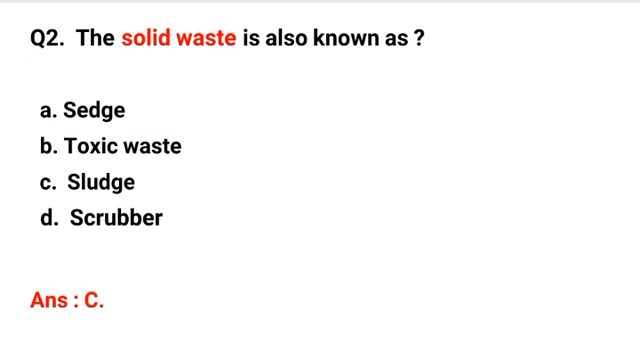 Q2. The solid waste is also known as ?
a. Sedge
b. Toxic waste
c. Sludge
d. Scrubber
Ans : C.